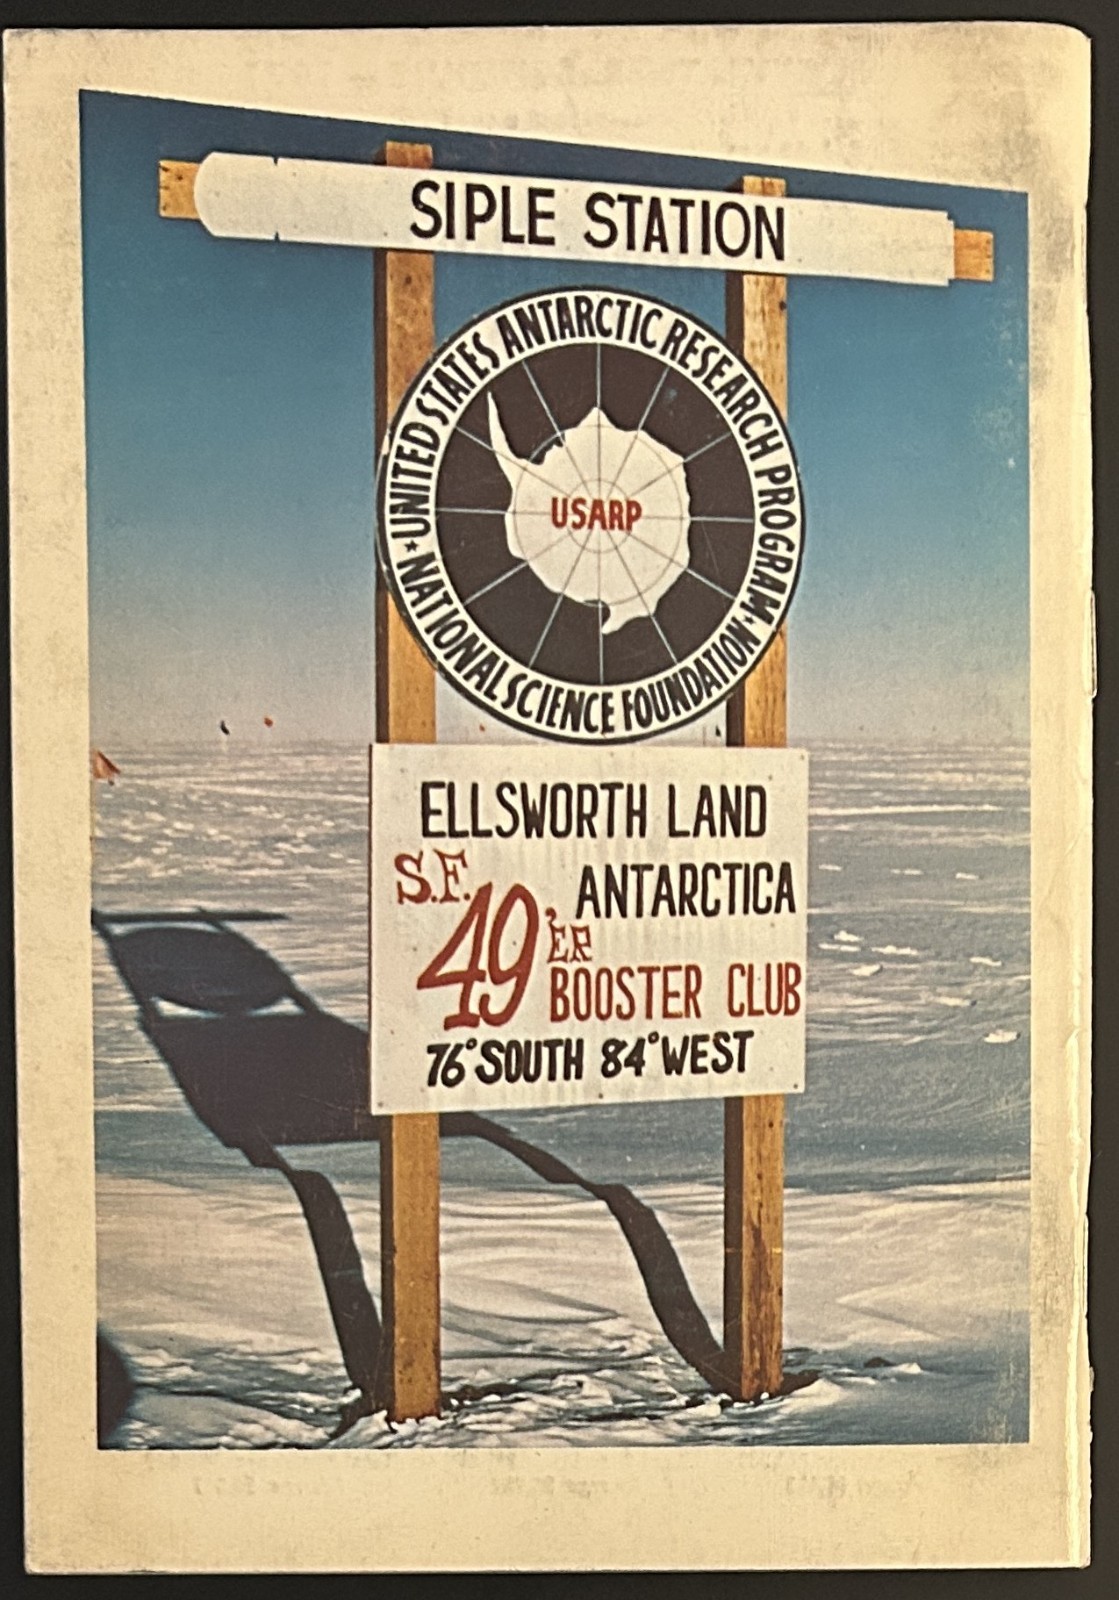 SIPLE STATION
UNITED STATES ANTARCTIC RESEARCH PROGRAM
NATIONAL SCIENCE FOUNDATION
USARP
ELLSWORTH LAND
S.F. ANTARCTICA
49'ER
BOOSTER CLUB
76° SOUTH 84° WEST